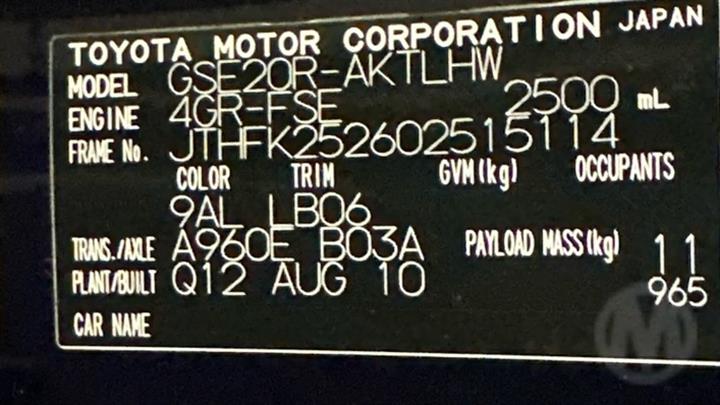 TOYOTA MOTOR CORPORATION JAPAN
MODEL GSE20R-AKTLHW
ENGINE 4GR-FSE 2500 mL
FRAME No. JTHFK252602515114
COLOR TRIM GVM(kg) OCCUPANTS
9AL LB06
TRANS./AXLE A960E B03A PAYLOAD MASS(kg) 11
PLANT/BUILT Q12 AUG 10 965
CAR NAME
M